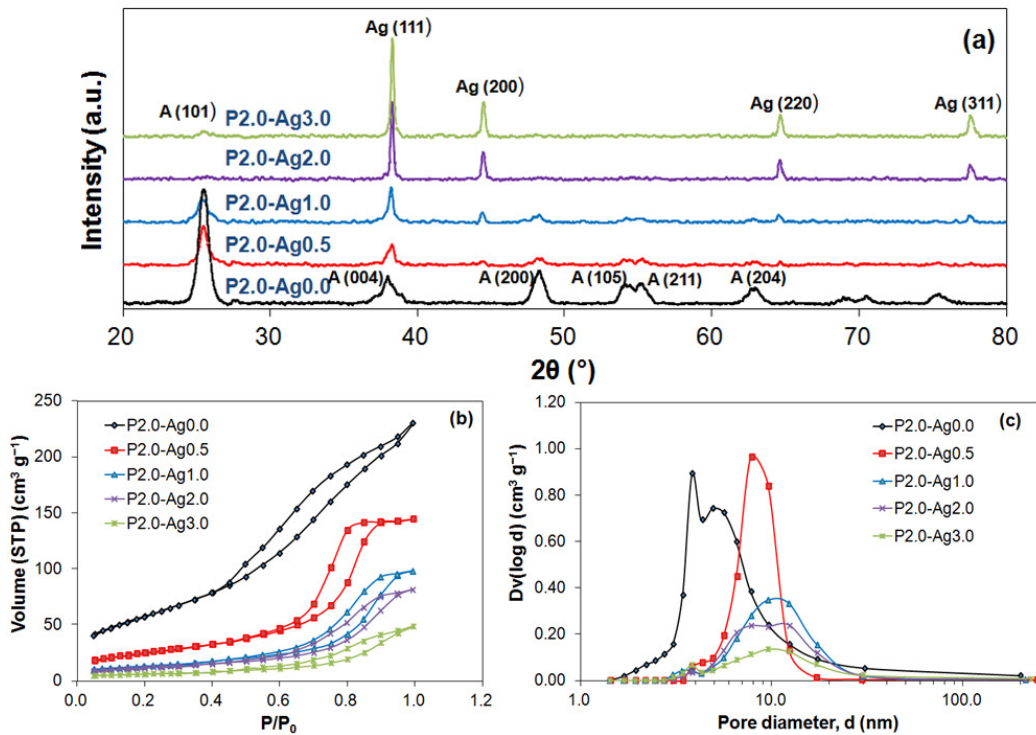 (a)
Ag (111)
Ag (200)
Ag (220)
Ag (311)
A (101)
P2.0-Ag3.0
P2.0-Ag2.0
P2.0-Ag1.0
P2.0-Ag0.5
P2.0-Ag0.0
A (004)
A (200)
A (105)
A (211)
A (204)
Intensity (a.u.)
20 30 40 50 60 70 80
2θ (°)
(b)
P2.0-Ag0.0
P2.0-Ag0.5
P2.0-Ag1.0
P2.0-Ag2.0
P2.0-Ag3.0
Volume (STP) (cm³ g⁻¹)
250
200
150
100
50
0
0.0 0.2 0.4 0.6 0.8 1.0 1.2
P/P₀
(c)
P2.0-Ag0.0
P2.0-Ag0.5
P2.0-Ag1.0
P2.0-Ag2.0
P2.0-Ag3.0
Dv(log d) (cm³ g⁻¹)
1.20
1.00
0.80
0.60
0.40
0.20
0.00
1.0 10.0 100.0
Pore diameter, d (nm)